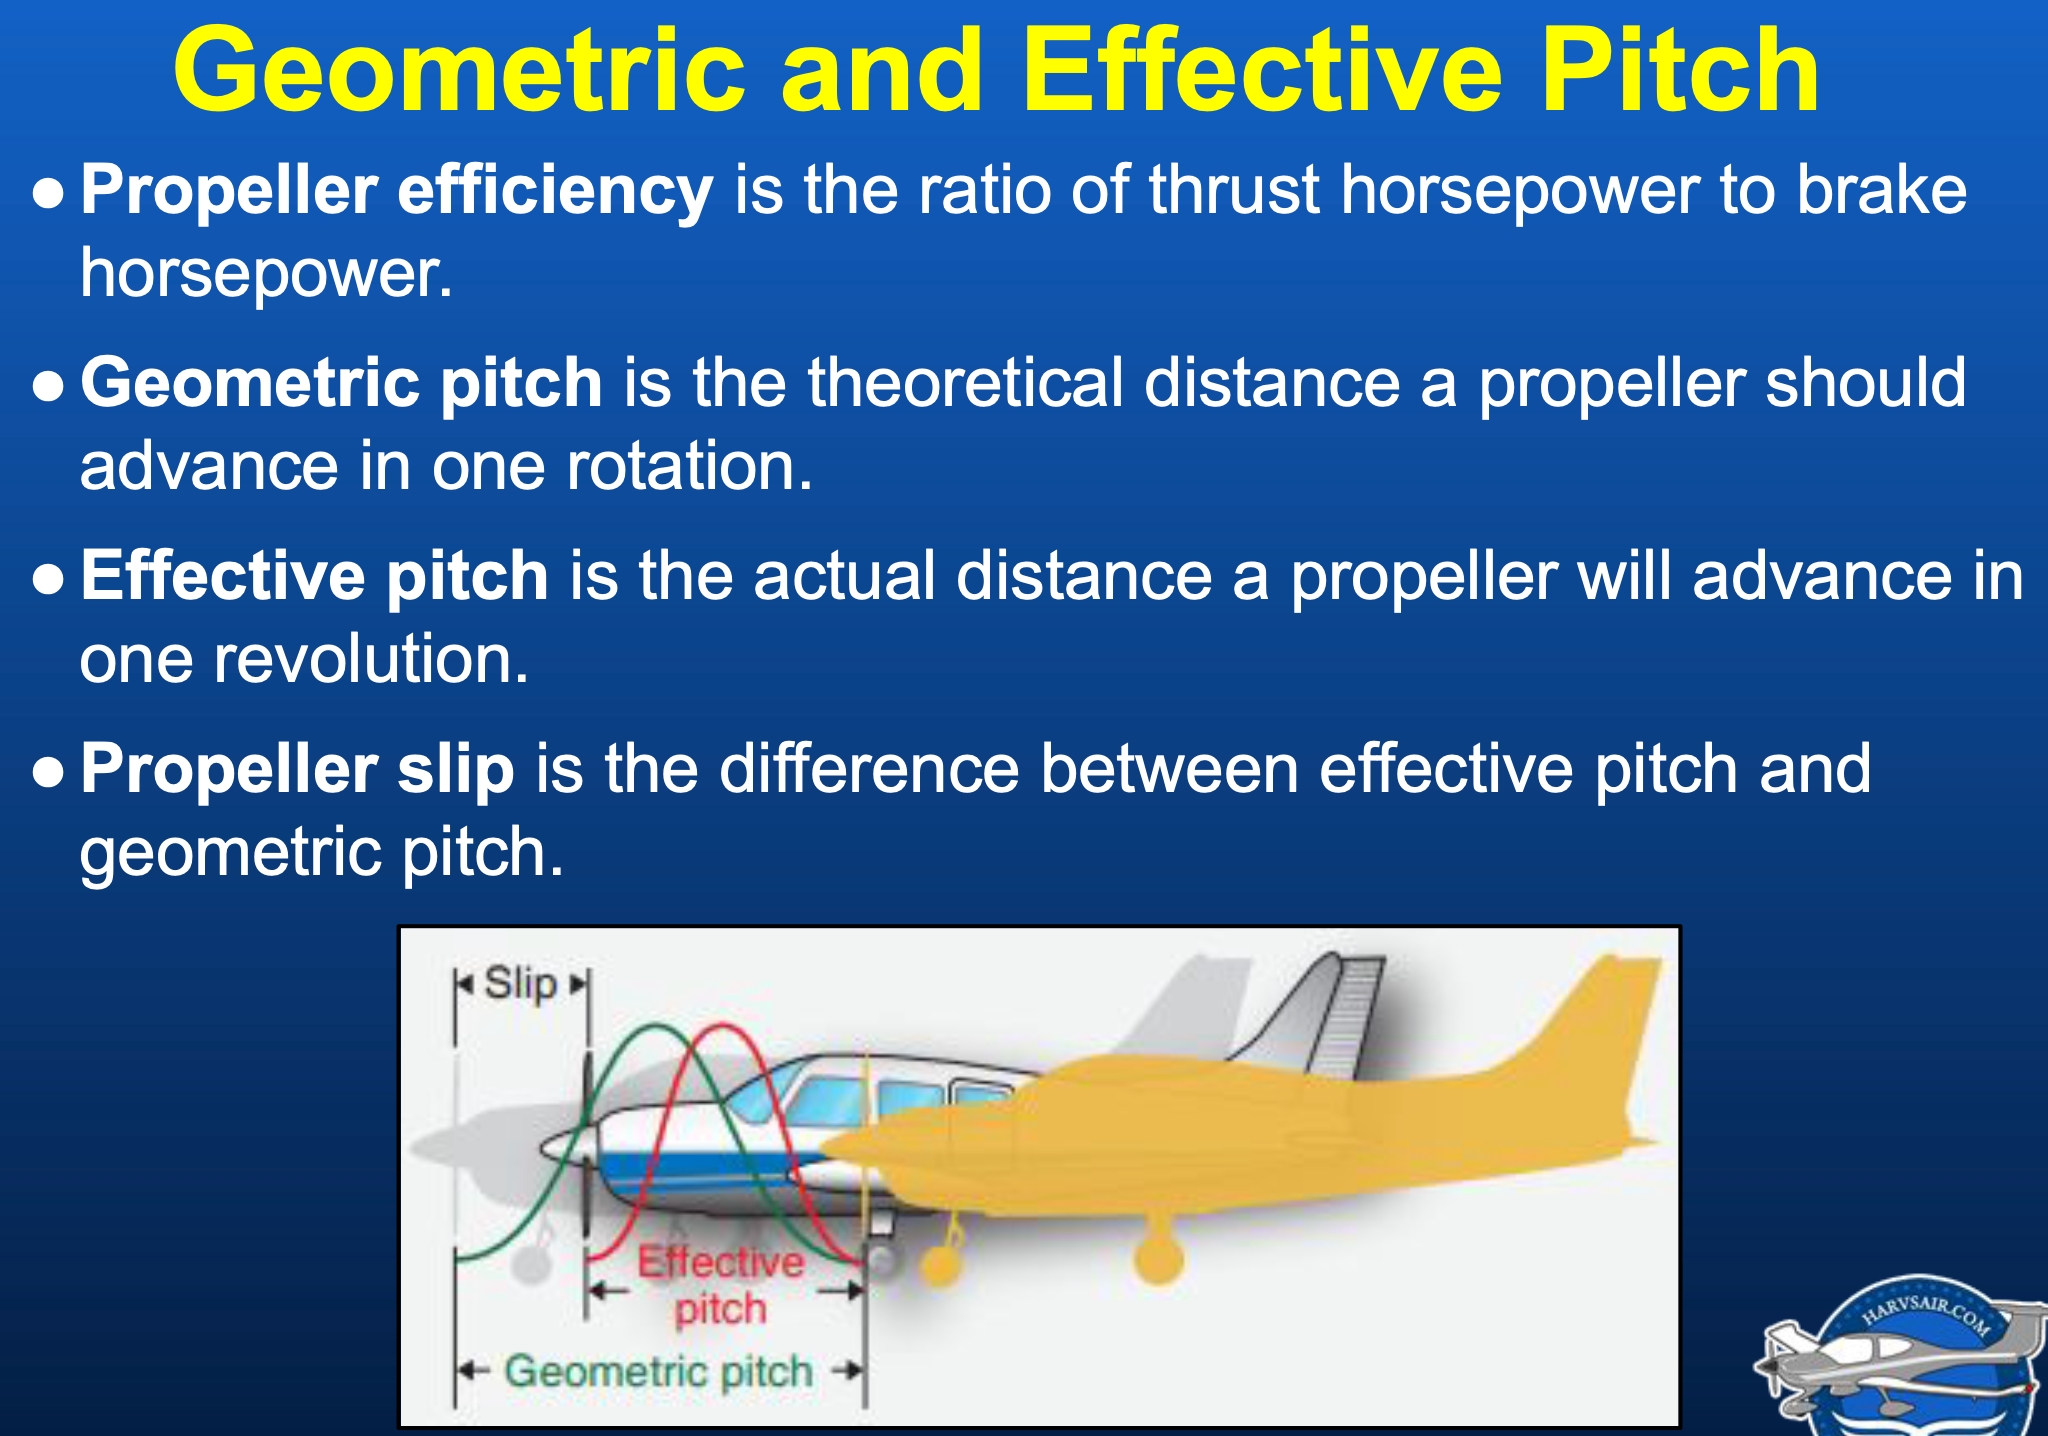 Geometric and Effective Pitch
● Propeller efficiency is the ratio of thrust horsepower to brake
horsepower.
● Geometric pitch is the theoretical distance a propeller should
advance in one rotation.
● Effective pitch is the actual distance a propeller will advance in
one revolution.
● Propeller slip is the difference between effective pitch and
geometric pitch.
Slip
Effective
pitch
Geometric pitch
HARVSAIR.COM